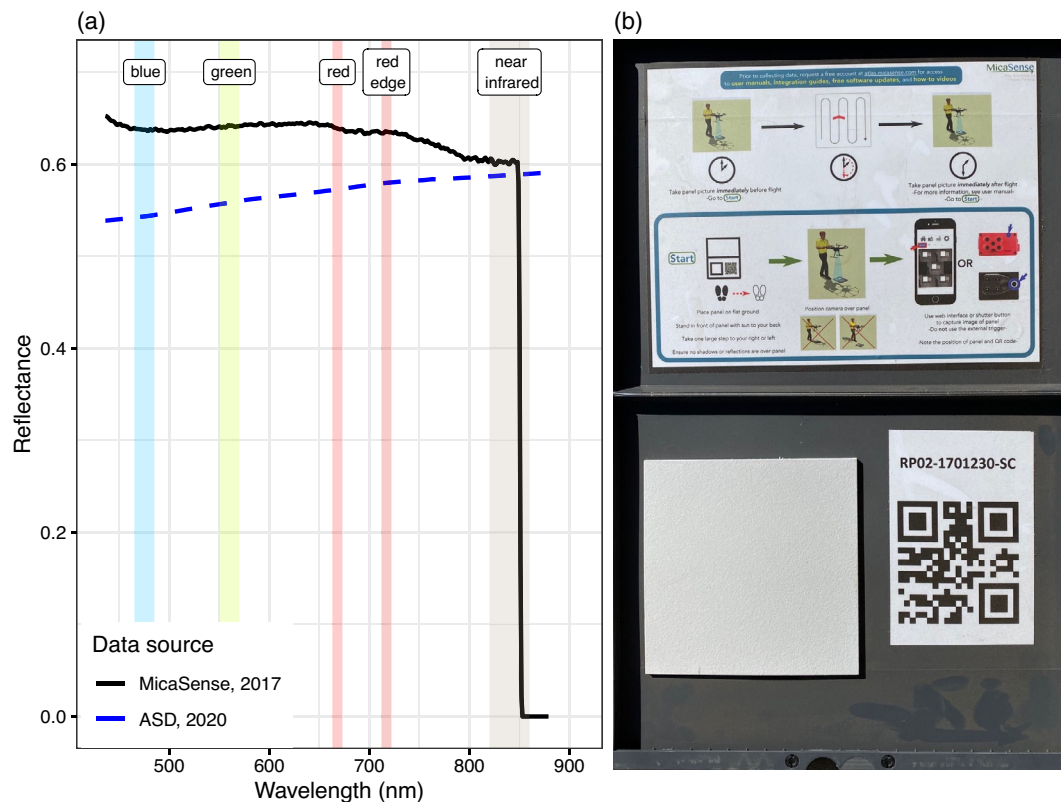 (a)
blue
green
red
red
edge
near
infrared
0.6
0.4
0.2
0.0
Reflectance
500
600
700
800
900
Wavelength (nm)
Data source
MicaSense, 2017
ASD, 2020
(b)
Prior to collecting data, request a free account at atlas.micasense.com for access
to user manuals, integration guides, free software updates, and how-to videos
MicaSense
Take panel picture immediately before flight
-Go to Start-
Take panel picture immediately after flight
-For more information, see user manual-
-Go to Start-
Start
OR
Place panel on flat ground
Stand in front of panel with sun to your back
Take one large step to your right or left
Ensure no shadows or reflections are over panel
Position camera over panel
Use web interface or shutter button
to capture image of panel
-Do not use the external trigger-
Note the position of panel and QR code
RP02-1701230-SC